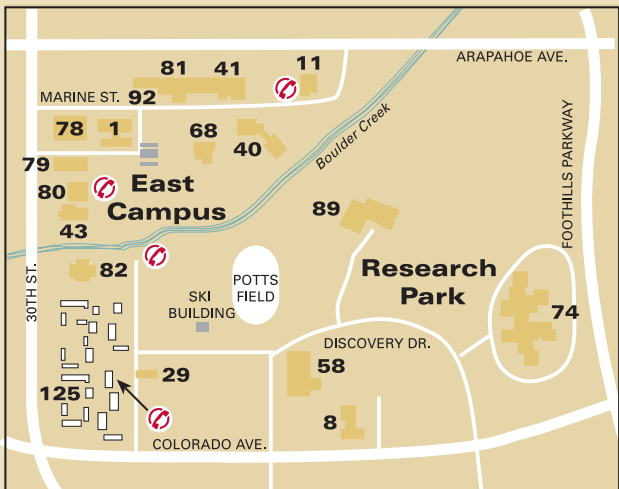 ARAPAHOE AVE.
81
41
11
MARINE ST.
92
78
1
68
40
Boulder Creek
79
80
East
Campus
43
89
FOOTHILLS PARKWAY
82
30TH ST.
POTTS
FIELD
SKI
BUILDING
Research
Park
74
DISCOVERY DR.
58
29
125
8
COLORADO AVE.